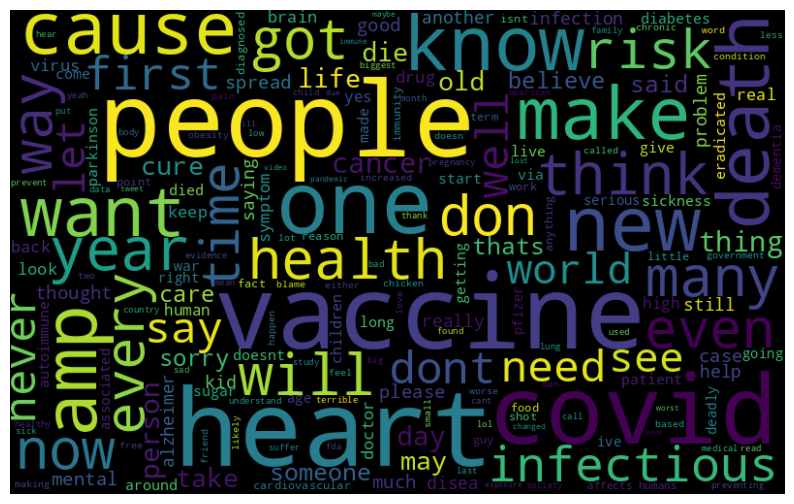 cause
got
know
risk
death
people
first
way
let
brain
another
infection
diabetes
good
die
life
drug
old
believe
said
virus
come
spread
yes
made
immunity
problem
real
eradicated
dementia
make
well
think
cancer
cure
parkinson
saying
symptom
live
via
give
term
start
serious
sickness
want
one
don
new
time
year
health
thats
world
thing
many
vaccine
even
never
amp
every
say
care
human
children
really
getting
pfizer
high
still
case
going
help
patient
dont
need
see
will
heart
covid
infectious
sorry
kid
sugar
age
doctor
please
day
may
much
disea
now
person
alzheimer
mental
take
someone
around
cardiovascular
autoimmune
associated
thought
back
look
keep
died
point
war
right
fact
blame
either
chicken
long
doesnt
study
feel
found
big
love
lung
used
little
government
anything
work
word
condition
less
chronic
family
isnt
maybe
hear
immune
diagnosed
biggest
yeah
put
pain
child
due
doesn
body
obesity
low
ill
american
called
lost
pregnancy
increased
video
prevent
data
tweet
pandemic
thank
lot
reason
bad
evidence
two
mean
country
happen
sad
understand
terrible
small
worse
cant
food
shot
lol
guy
ive
call
changed
based
worst
deadly
poor
man
medical
read
sick
free
friend
likely
suffer
fda
last
making
exposure
society
affects
humans
preventing
month